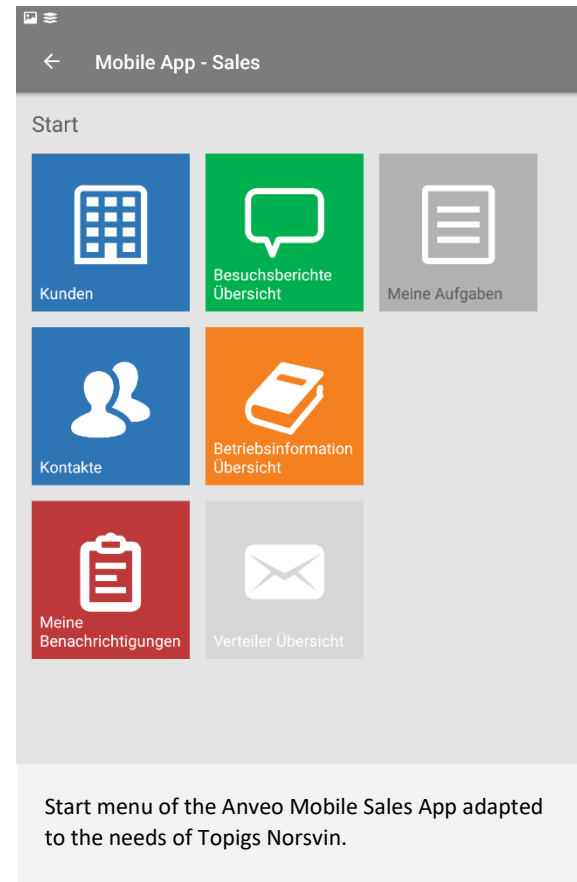 Mobile App - Sales
Start
Kunden
Besuchsberichte
Übersicht
Meine Aufgaben
Kontakte
Betriebsinformation
Übersicht
Meine
Benachrichtigungen
Verteiler Übersicht
Start menu of the Anveo Mobile Sales App adapted
to the needs of Topigs Norsvin.